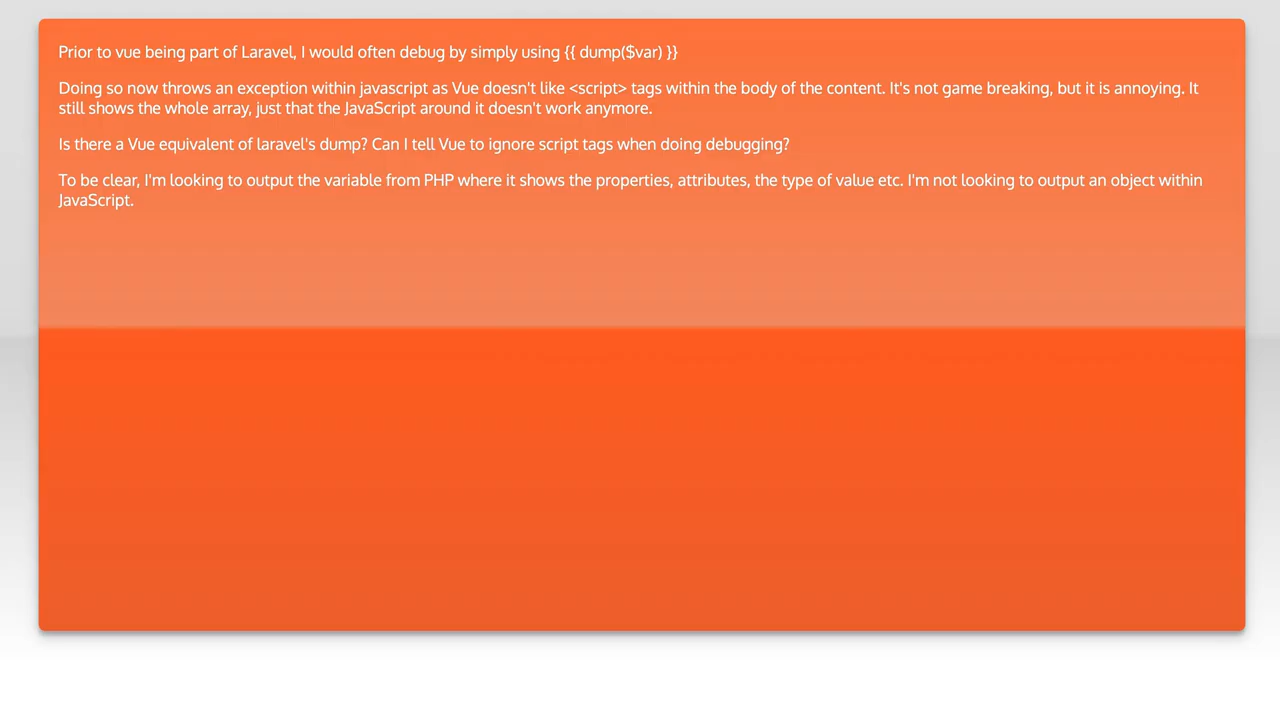 Prior to vue being part of Laravel, I would often debug by simply using {{ dump($var) }}
Doing so now throws an exception within javascript as Vue doesn't like <script> tags within the body of the content. It's not game breaking, but it is annoying. It
still shows the whole array, just that the JavaScript around it doesn't work anymore.
Is there a Vue equivalent of laravel's dump? Can I tell Vue to ignore script tags when doing debugging?
To be clear, I'm looking to output the variable from PHP where it shows the properties, attributes, the type of value etc. I'm not looking to output an object within
JavaScript.